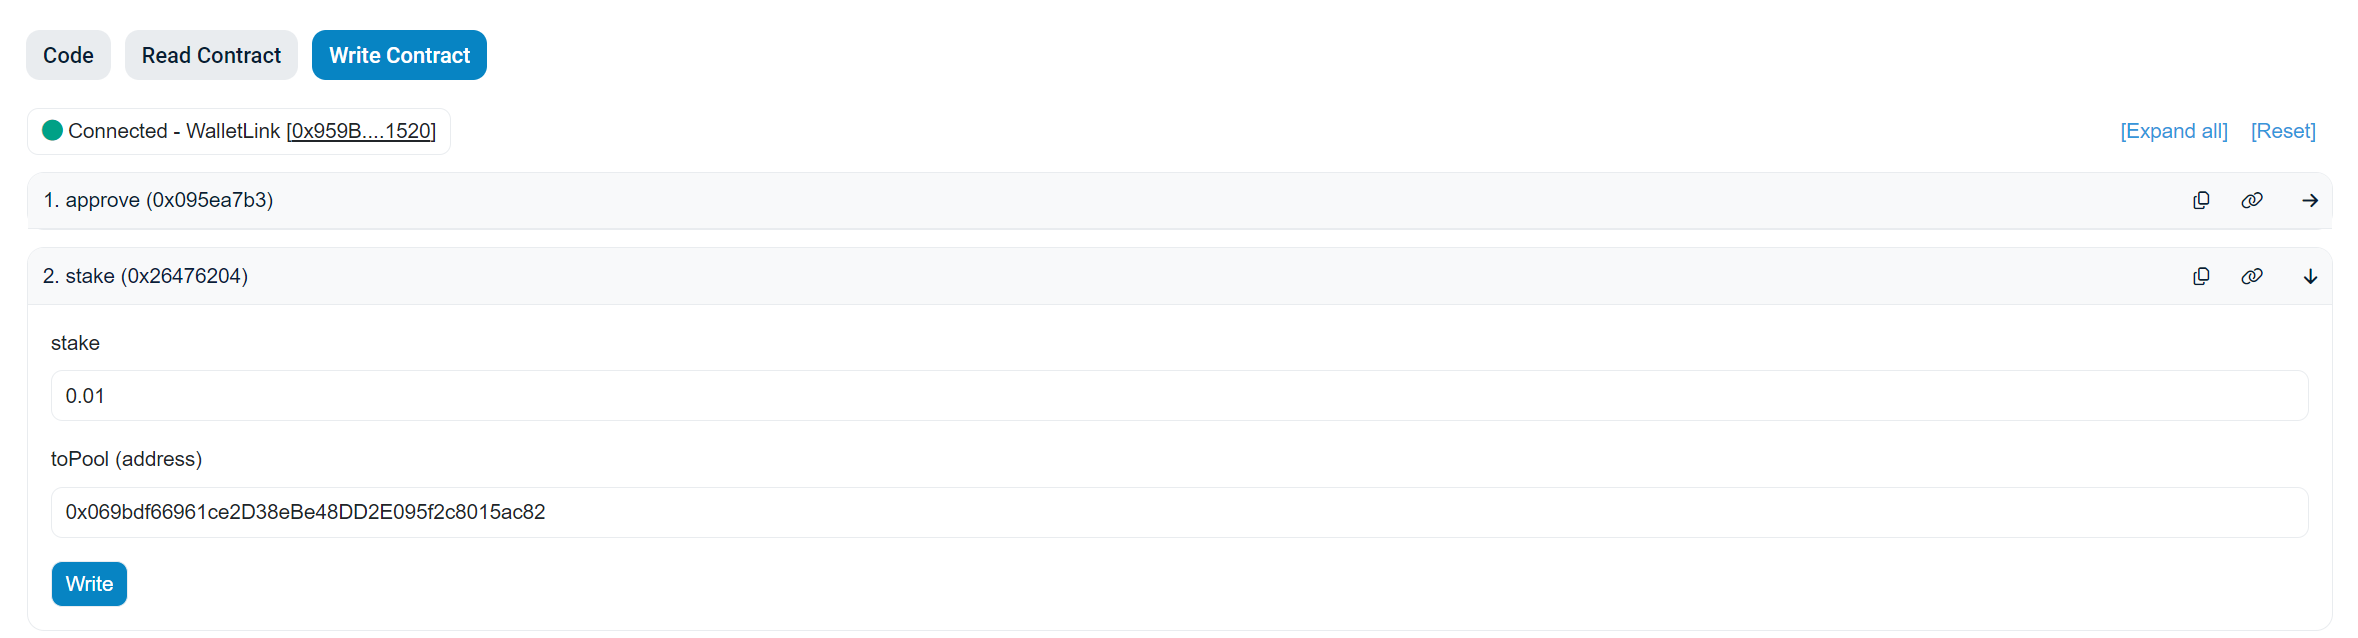 Code Read Contract Write Contract
Connected - WalletLink [0x959B....1520] [Expand all] [Reset]
1. approve (0x095ea7b3)
2. stake (0x26476204)
stake
0.01
toPool (address)
0x069bdf66961ce2D38eBe48DD2E095f2c8015ac82
Write